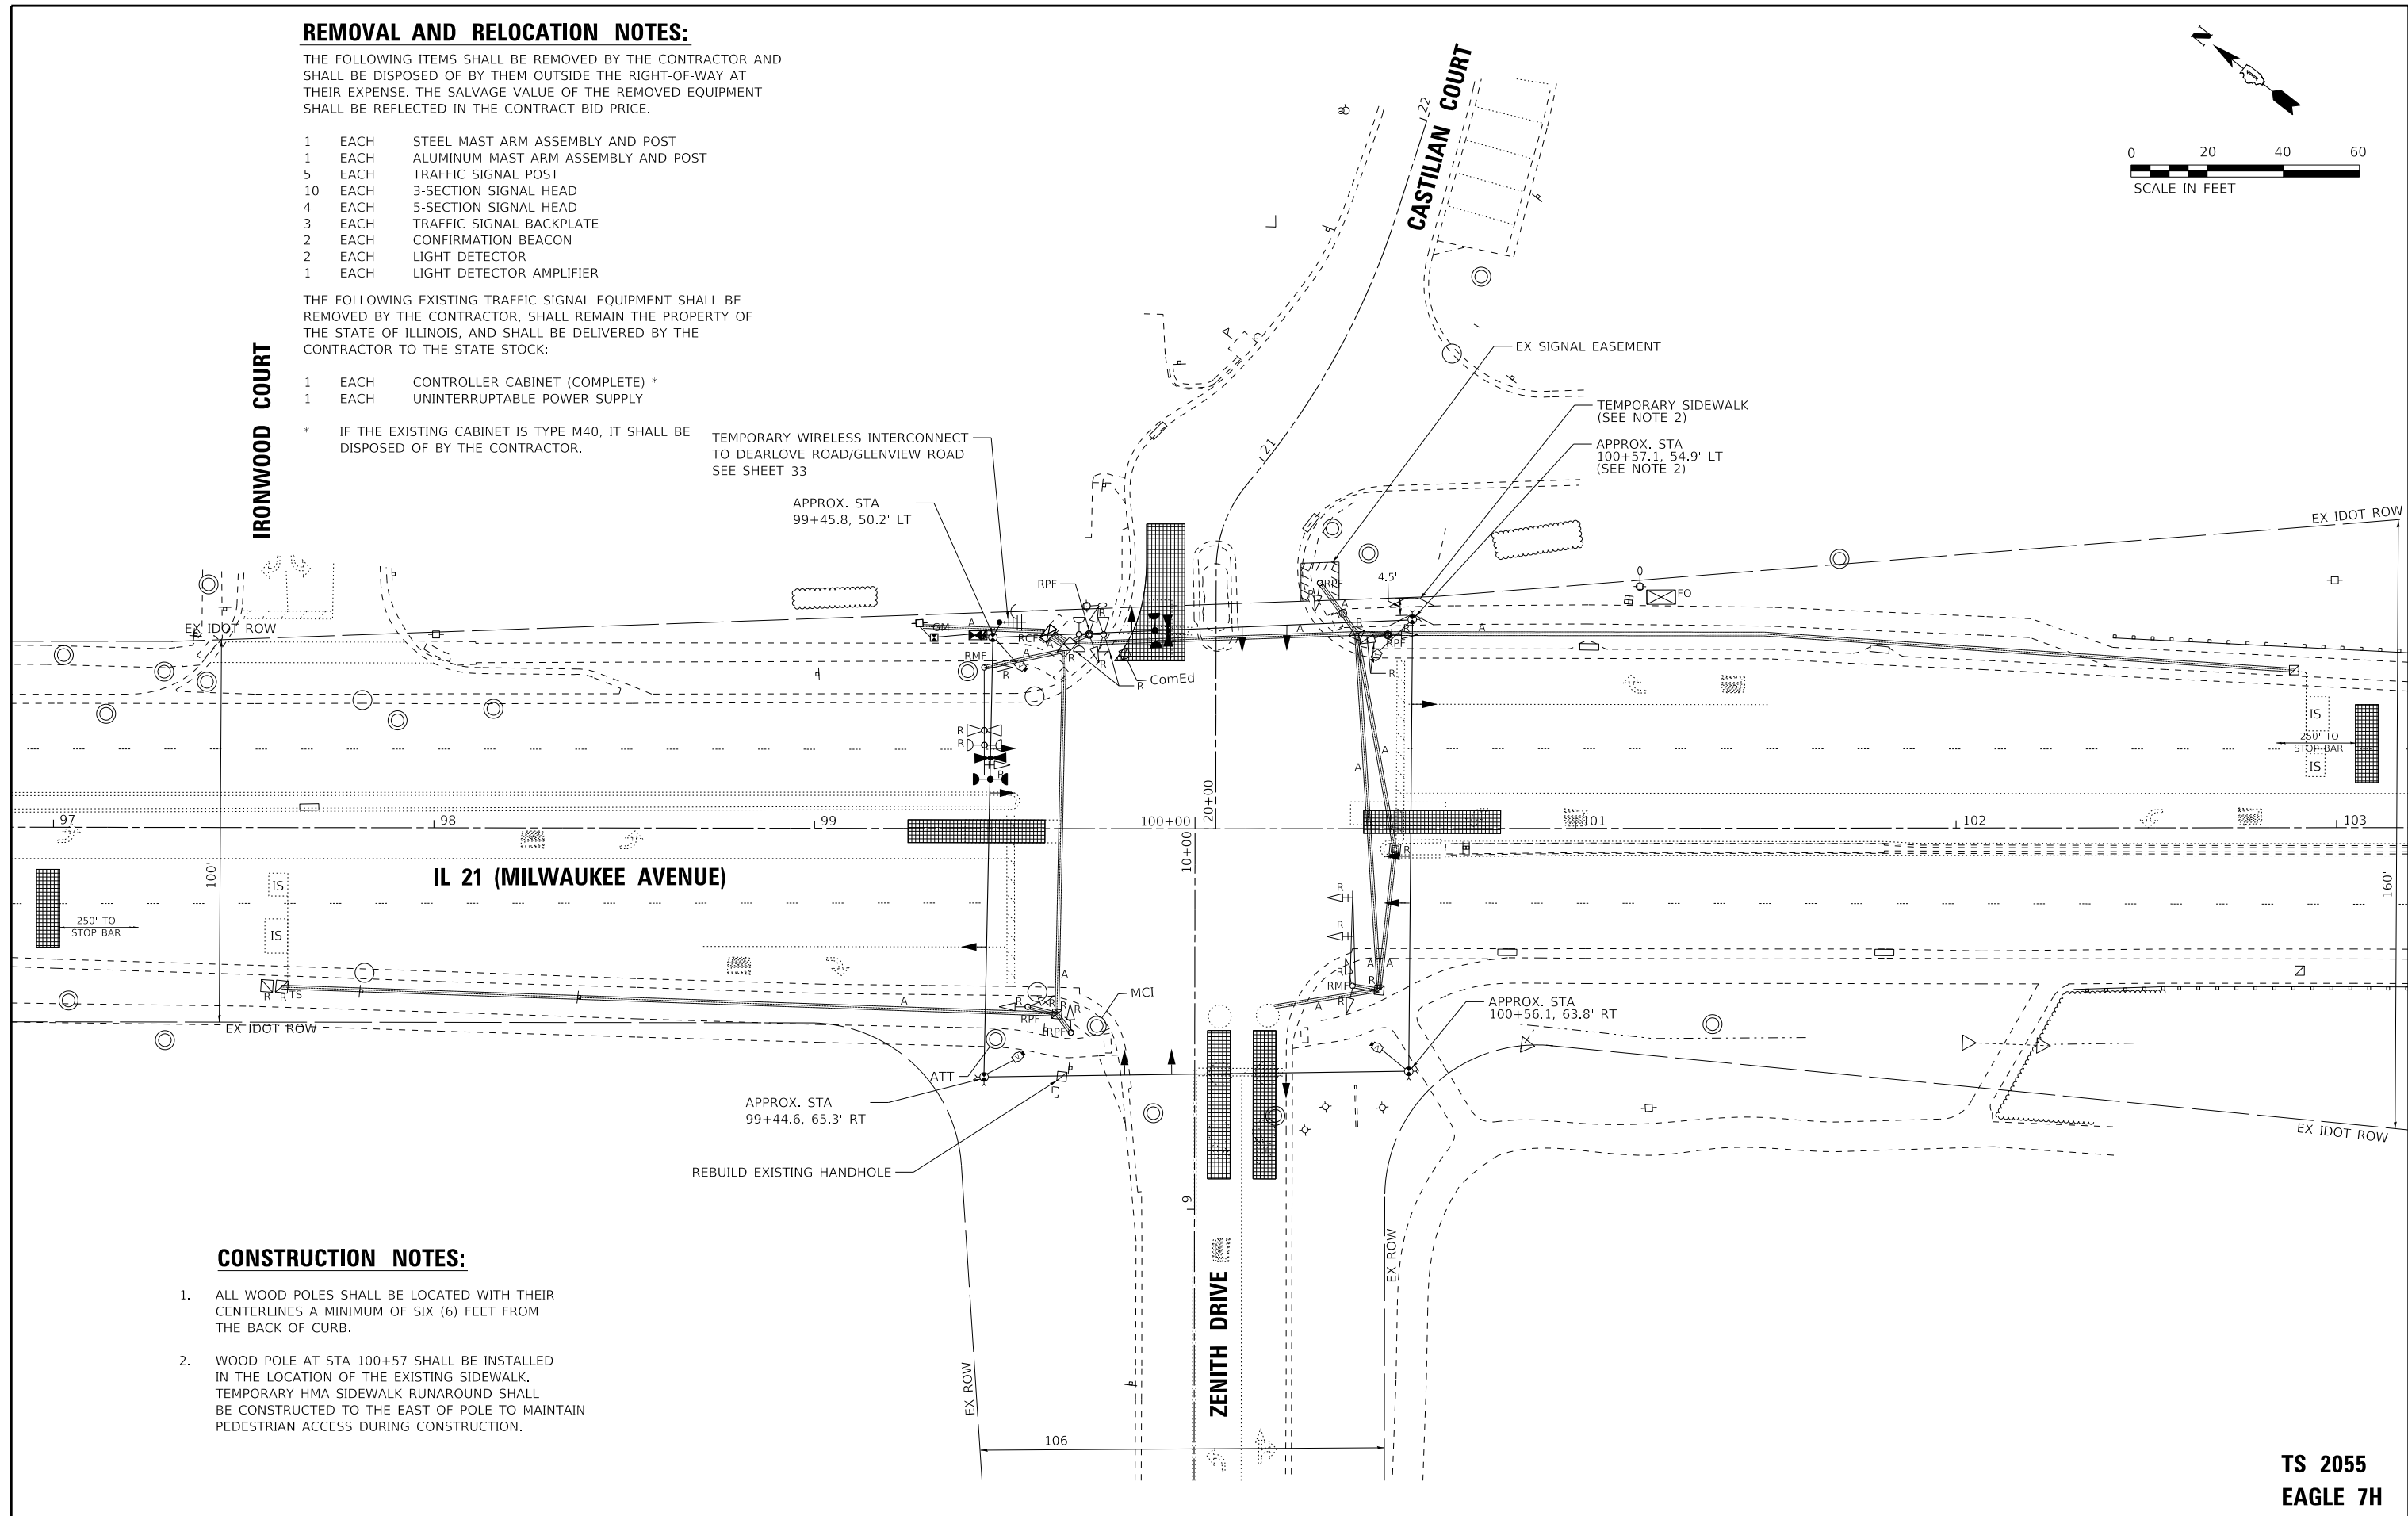 REMOVAL AND RELOCATION NOTES:
THE FOLLOWING ITEMS SHALL BE REMOVED BY THE CONTRACTOR AND
SHALL BE DISPOSED OF BY THEM OUTSIDE THE RIGHT-OF-WAY AT
THEIR EXPENSE. THE SALVAGE VALUE OF THE REMOVED EQUIPMENT
SHALL BE REFLECTED IN THE CONTRACT BID PRICE.
1 EACH STEEL MAST ARM ASSEMBLY AND POST
1 EACH ALUMINUM MAST ARM ASSEMBLY AND POST
5 EACH TRAFFIC SIGNAL POST
10 EACH 3-SECTION SIGNAL HEAD
4 EACH 5-SECTION SIGNAL HEAD
3 EACH TRAFFIC SIGNAL BACKPLATE
2 EACH CONFIRMATION BEACON
2 EACH LIGHT DETECTOR
1 EACH LIGHT DETECTOR AMPLIFIER
THE FOLLOWING EXISTING TRAFFIC SIGNAL EQUIPMENT SHALL BE
REMOVED BY THE CONTRACTOR, SHALL REMAIN THE PROPERTY OF
THE STATE OF ILLINOIS, AND SHALL BE DELIVERED BY THE
CONTRACTOR TO THE STATE STOCK:
1 EACH CONTROLLER CABINET (COMPLETE) *
1 EACH UNINTERRUPTABLE POWER SUPPLY
* IF THE EXISTING CABINET IS TYPE M40, IT SHALL BE
DISPOSED OF BY THE CONTRACTOR.
IRONWOOD COURT
CASTILIAN COURT
N
0 20 40 60
SCALE IN FEET
22
21
EX SIGNAL EASEMENT
TEMPORARY SIDEWALK
(SEE NOTE 2)
APPROX. STA
100+57.1, 54.9' LT
(SEE NOTE 2)
TEMPORARY WIRELESS INTERCONNECT
TO DEARLOVE ROAD/GLENVIEW ROAD
SEE SHEET 33
APPROX. STA
99+45.8, 50.2' LT
EX IDOT ROW
EX IDOT ROW
RPF
RPF
4.5'
FO
GM
A
RCF
A
R
A
A
A
RMF
A
R
R
R
R
R
RPF
R
R
ComEd
R
R
R
IS
250' TO
STOP BAR
IS
A
A
97
98
99
100+00
20+00
101
102
103
10+00
R
100'
160'
IL 21 (MILWAUKEE AVENUE)
IS
IS
250' TO
STOP BAR
R
R
R
RMF
R
R
A
A
A
A
R
R
TS
A
R
R
R
R
RPF
RPF
MCI
ATT
EX IDOT ROW
APPROX. STA
100+56.1, 63.8' RT
APPROX. STA
99+44.6, 65.3' RT
REBUILD EXISTING HANDHOLE
EX IDOT ROW
9
ZENITH DRIVE
EX ROW
EX ROW
106'
CONSTRUCTION NOTES:
1. ALL WOOD POLES SHALL BE LOCATED WITH THEIR
CENTERLINES A MINIMUM OF SIX (6) FEET FROM
THE BACK OF CURB.
2. WOOD POLE AT STA 100+57 SHALL BE INSTALLED
IN THE LOCATION OF THE EXISTING SIDEWALK.
TEMPORARY HMA SIDEWALK RUNAROUND SHALL
BE CONSTRUCTED TO THE EAST OF POLE TO MAINTAIN
PEDESTRIAN ACCESS DURING CONSTRUCTION.
TS 2055
EAGLE 7H